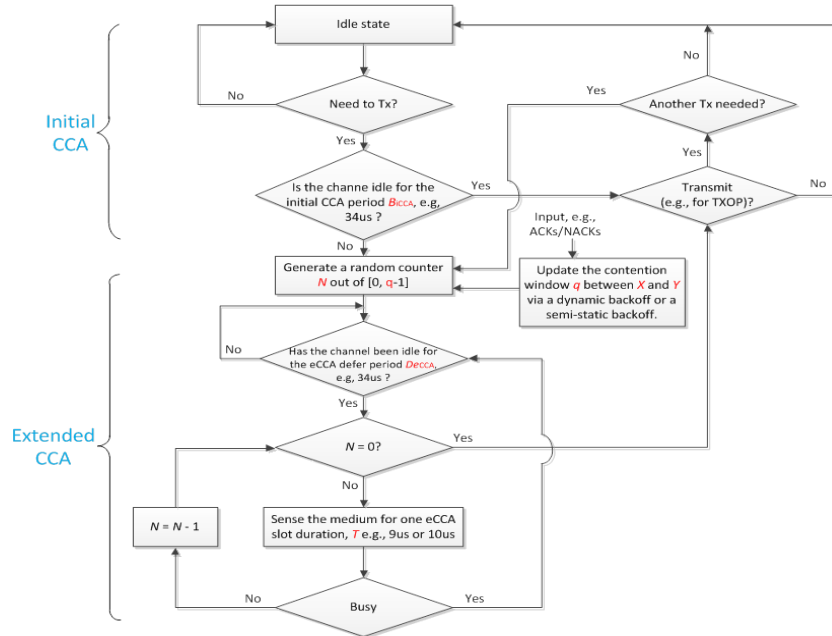 Idle state
No
Need to Tx?
Yes
No
Another Tx needed?
Yes
Initial
CCA
Is the channe idle for the
initial CCA period BiCCA, e.g,
34us ?
Yes
Transmit
(e.g., for TXOP)?
No
Input, e.g.,
ACKs/NACKs
No
Generate a random counter
N out of [0, q-1]
Update the contention
window q between X and Y
via a dynamic backoff or a
semi-static backoff.
No
Has the channel been idle for
the eCCA defer period DeCCA,
e.g, 34us ?
Yes
Extended
CCA
N = 0?
Yes
No
N = N - 1
Sense the medium for one eCCA
slot duration, T e.g., 9us or 10us
No
Busy
Yes
Yes